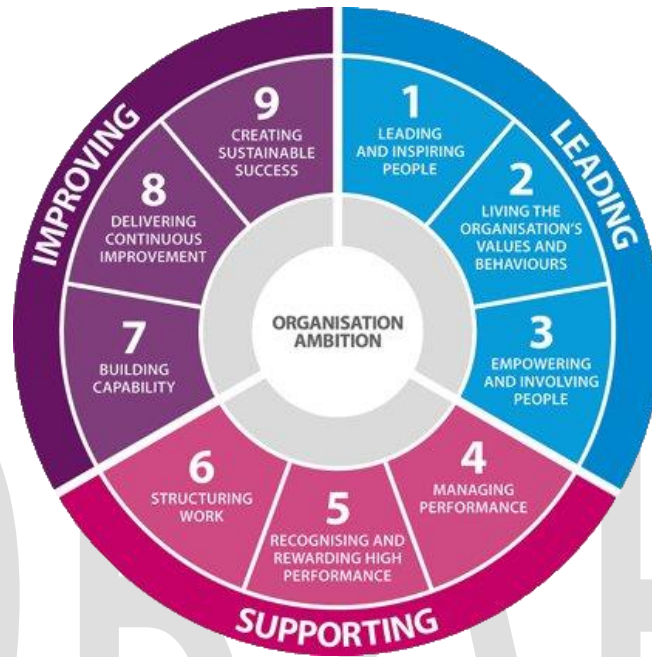 LEADING
1
LEADING
AND INSPIRING
PEOPLE
2
LIVING THE
ORGANISATION'S
VALUES AND
BEHAVIOURS
3
EMPOWERING
AND INVOLVING
PEOPLE
SUPPORTING
4
MANAGING
PERFORMANCE
5
RECOGNISING AND
REWARDING HIGH
PERFORMANCE
6
STRUCTURING
WORK
IMPROVING
7
BUILDING
CAPABILITY
8
DELIVERING
CONTINUOUS
IMPROVEMENT
9
CREATING
SUSTAINABLE
SUCCESS
ORGANISATION
AMBITION